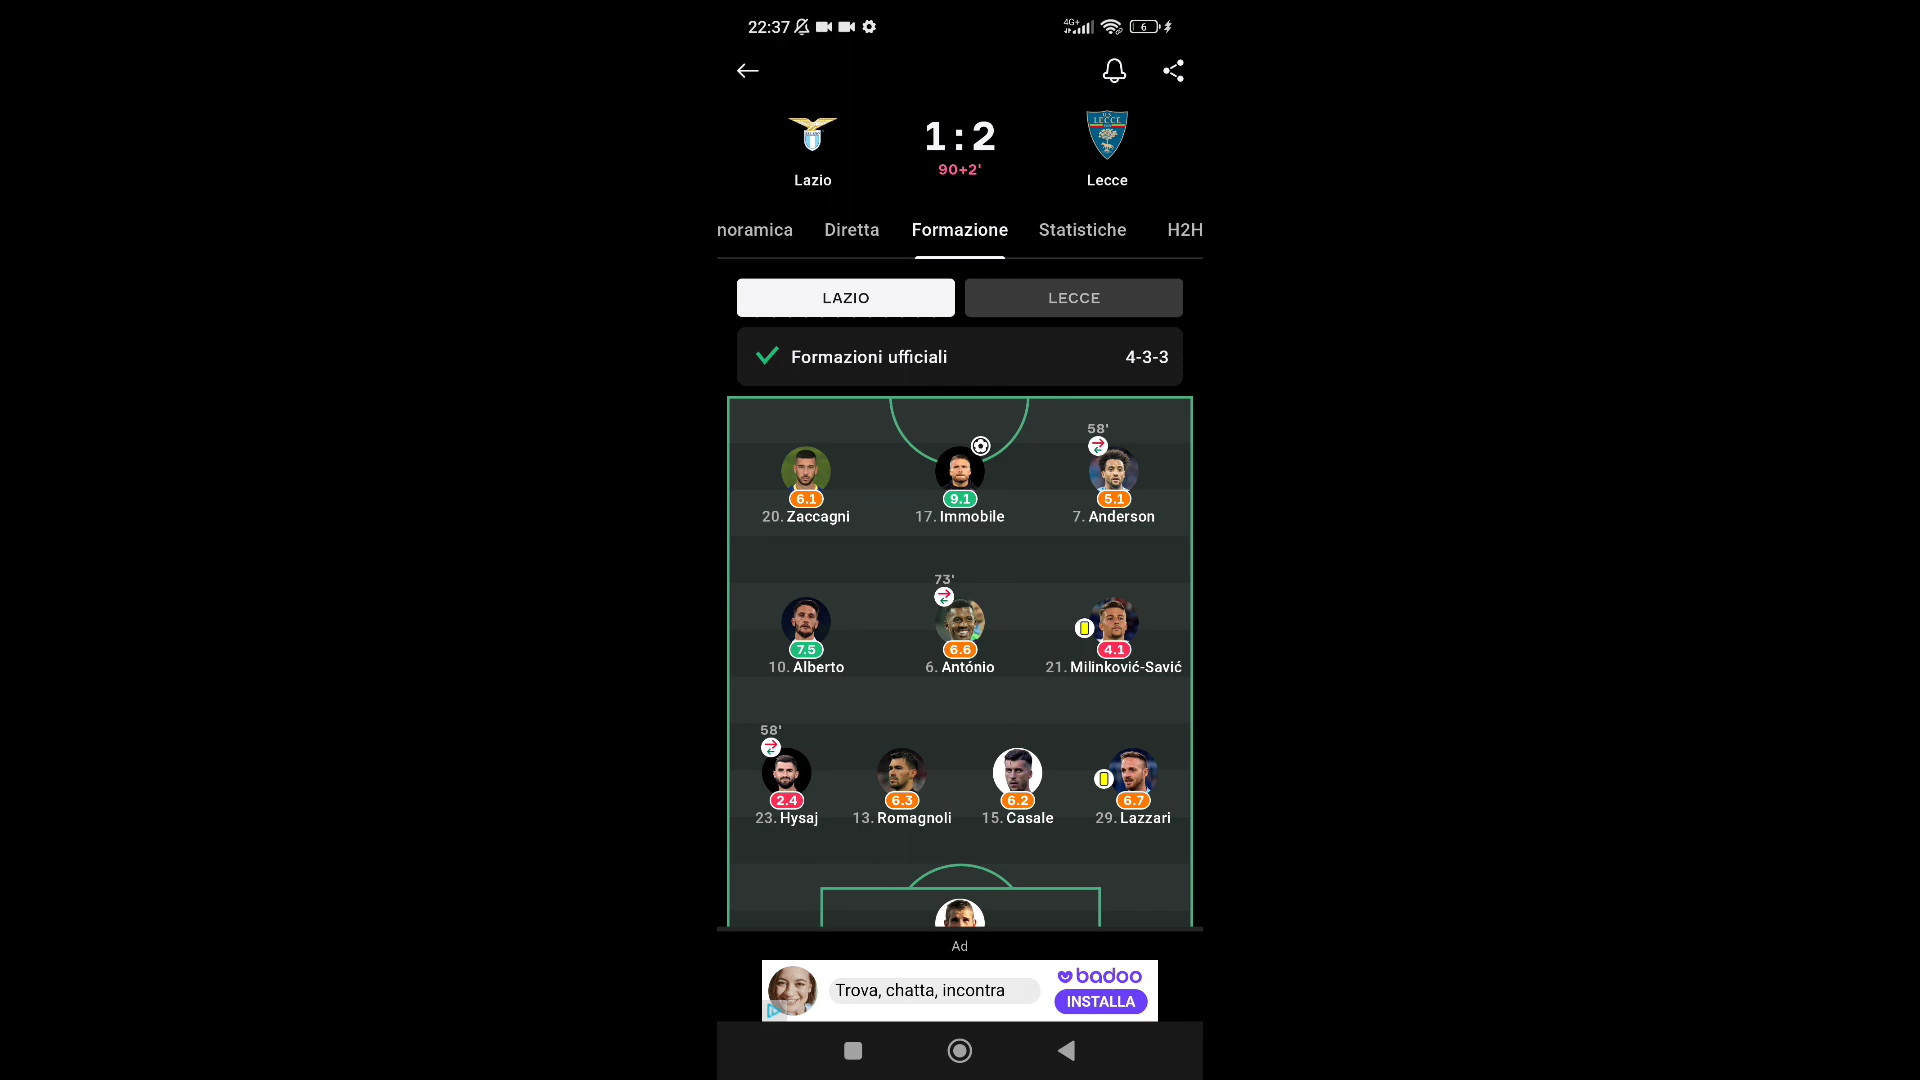 22:37 4G+ 6
LECCE
1:2
90+2'
Lazio Lecce
noramica Diretta Formazione Statistiche H2H
LAZIO LECCE
Formazioni ufficiali 4-3-3
58'
6.1 9.1 5.1
20. Zaccagni 17. Immobile 7. Anderson
73'
7.5 6.6 4.1
10. Alberto 6. António 21. Milinković-Savić
58'
2.4 6.3 6.2 6.7
23. Hysaj 13. Romagnoli 15. Casale 29. Lazzari
Ad
Trova, chatta, incontra
badoo
INSTALLA